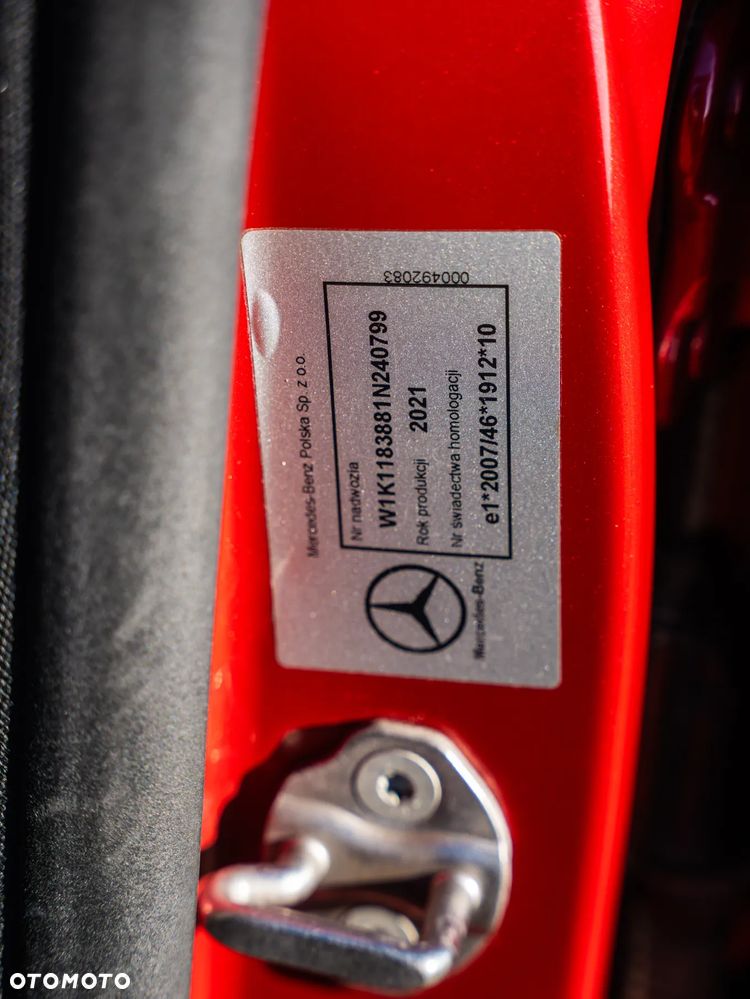 Mercedes-Benz Polska Sp. z o.o.
000492083
Nr nadwozia
W1K1183881N240799
Rok produkcji 2021
Nr świadectwa homologacji
e1*2007/46*1912*10
Mercedes-Benz
OTOMOTO